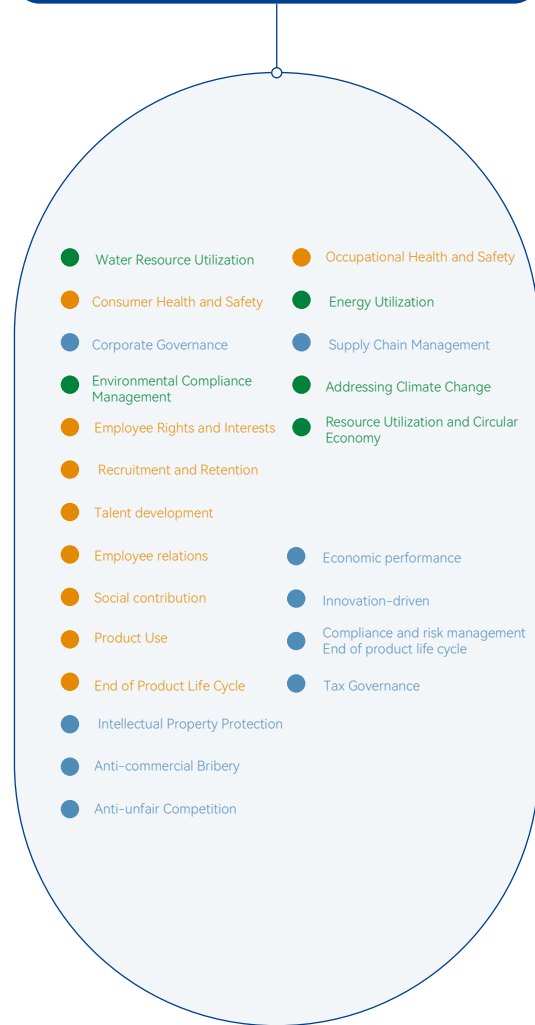 Water Resource Utilization
Occupational Health and Safety
Consumer Health and Safety
Energy Utilization
Corporate Governance
Supply Chain Management
Environmental Compliance
Management
Addressing Climate Change
Employee Rights and Interests
Resource Utilization and Circular
Economy
Recruitment and Retention
Talent development
Employee relations
Economic performance
Social contribution
Innovation-driven
Product Use
Compliance and risk management
End of product life cycle
End of Product Life Cycle
Tax Governance
Intellectual Property Protection
Anti-commercial Bribery
Anti-unfair Competition